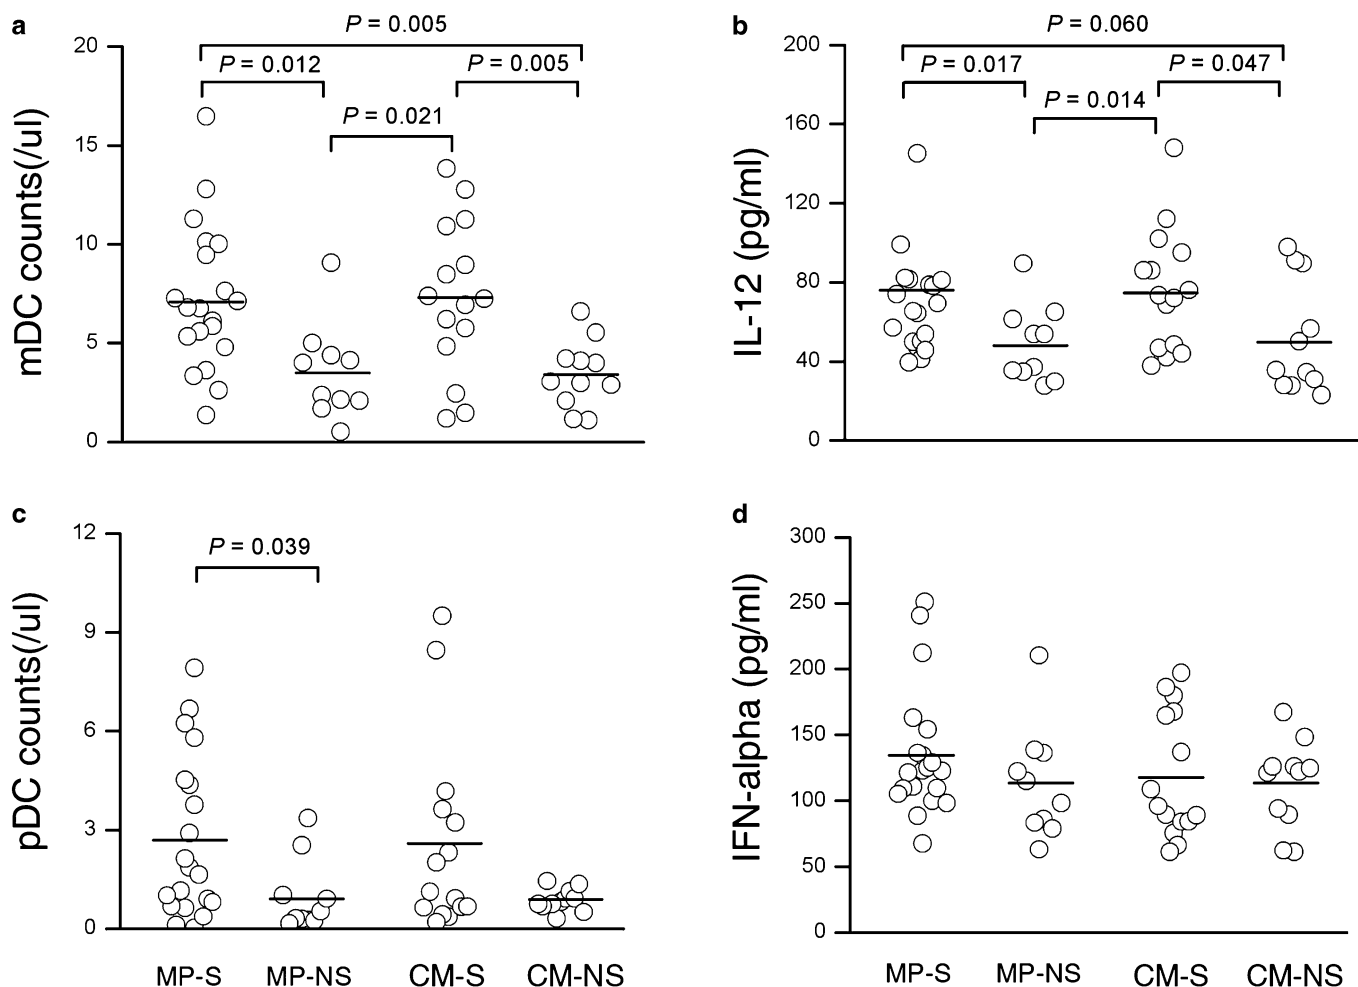 a
P = 0.005
P = 0.012
P = 0.005
P = 0.021
20
15
10
5
0
mDC counts(/ul)
b
P = 0.060
P = 0.017
P = 0.047
P = 0.014
200
160
120
80
40
0
IL-12 (pg/ml)
c
P = 0.039
12
9
6
3
0
pDC counts(/ul)
MP-S MP-NS CM-S CM-NS
d
300
250
200
150
100
50
0
IFN-alpha (pg/ml)
MP-S MP-NS CM-S CM-NS